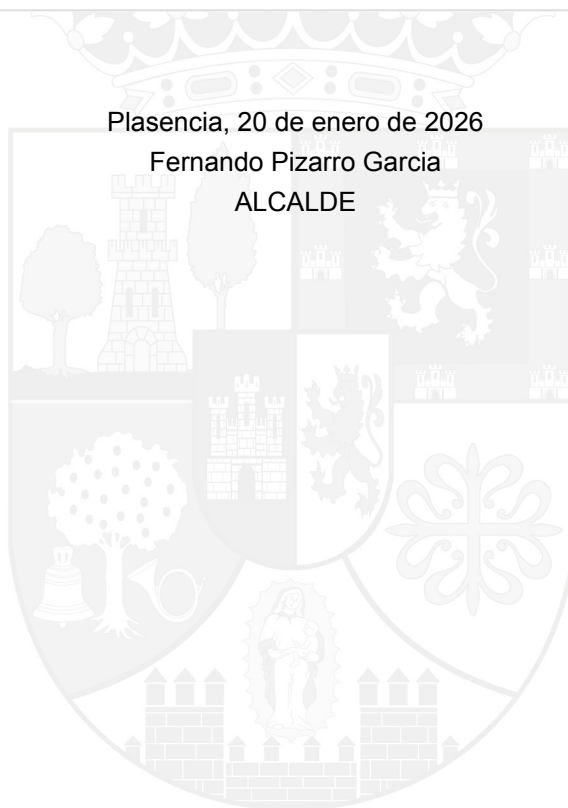 Plasencia, 20 de enero de 2026
Fernando Pizarro Garcia
ALCALDE